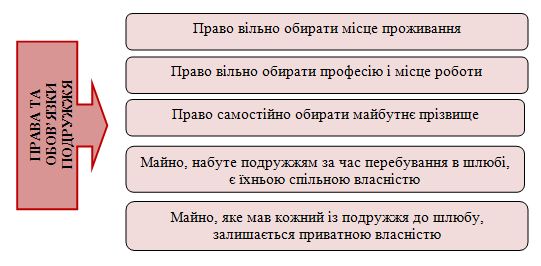 ПРАВА ТА
ОБОВ'ЯЗКИ
ПОДРУЖЖЯ
Право вільно обирати місце проживання
Право вільно обирати професію і місце роботи
Право самостійно обирати майбутнє прізвище
Майно, набуте подружжям за час перебування в шлюбі,
є їхньою спільною власністю
Майно, яке мав кожний із подружжя до шлюбу,
залишається приватною власністю